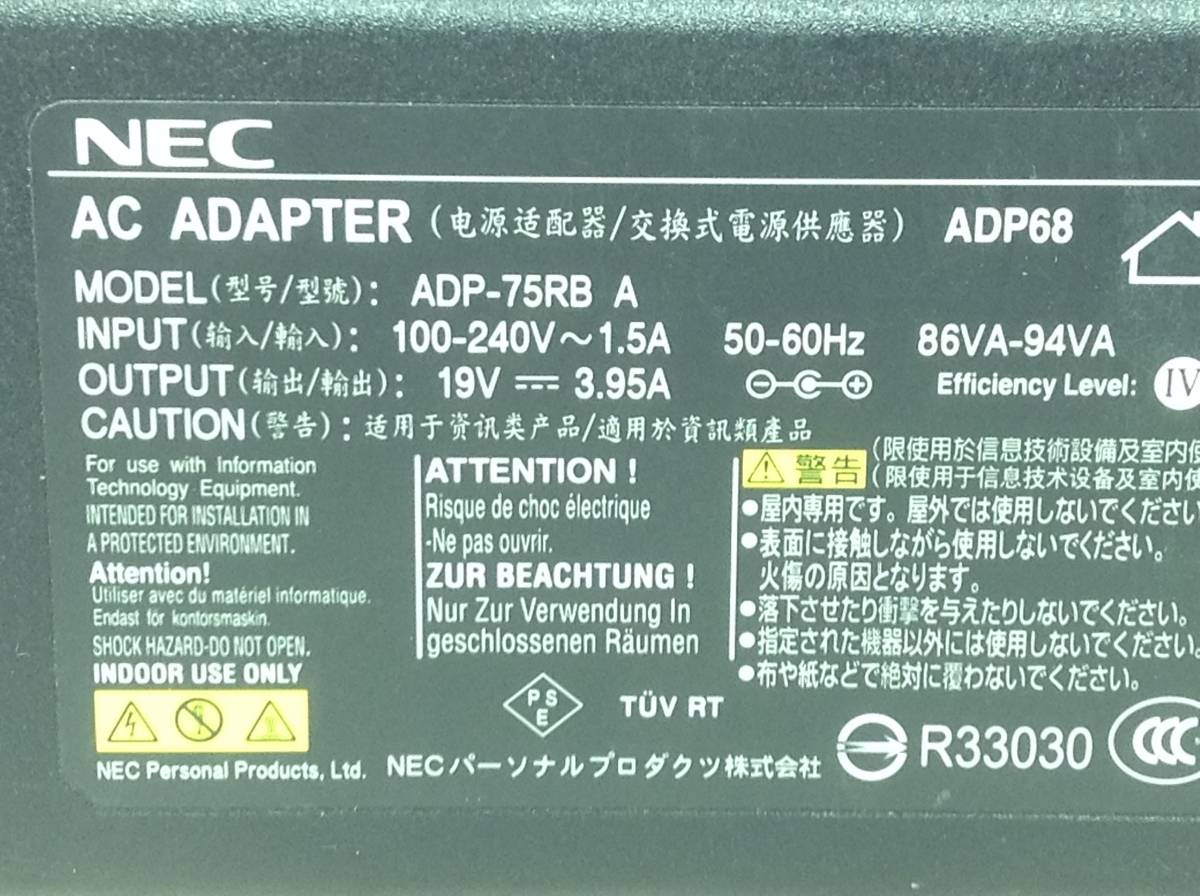 NEC
AC ADAPTER (电源适配器/交換式電源供應器) ADP68
MODEL(型号/型號): ADP-75RB A
INPUT(输入/輸入): 100-240V～1.5A 50-60Hz 86VA-94VA
OUTPUT(输出/輸出): 19V ⎓ 3.95A Efficiency Level: IV
CAUTION(警告): 适用于资讯类产品/適用於資訊類產品
For use with Information
Technology Equipment.
INTENDED FOR INSTALLATION IN
A PROTECTED ENVIRONMENT.
Attention!
Utiliser avec du matériel informatique.
Endast för kontorsmaskin.
SHOCK HAZARD-DO NOT OPEN.
INDOOR USE ONLY
ATTENTION !
Risque de choc électrique
-Ne pas ouvrir.
ZUR BEACHTUNG !
Nur Zur Verwendung In
geschlossenen Räumen
警告
(限使用於信息技術設備及室内使
(限使用于信息技术设备及室内使
●屋内専用です。屋外では使用しないでください
●表面に接触しながら使用しないでください。
火傷の原因となります。
●落下させたり衝撃を与えたりしないでください。
●指定された機器以外には使用しないでください。
●布や紙などで絶対に覆わないでください。
PSE TÜV RT
R33030 CCC
NEC Personal Products, Ltd. NECパーソナルプロダクツ株式会社